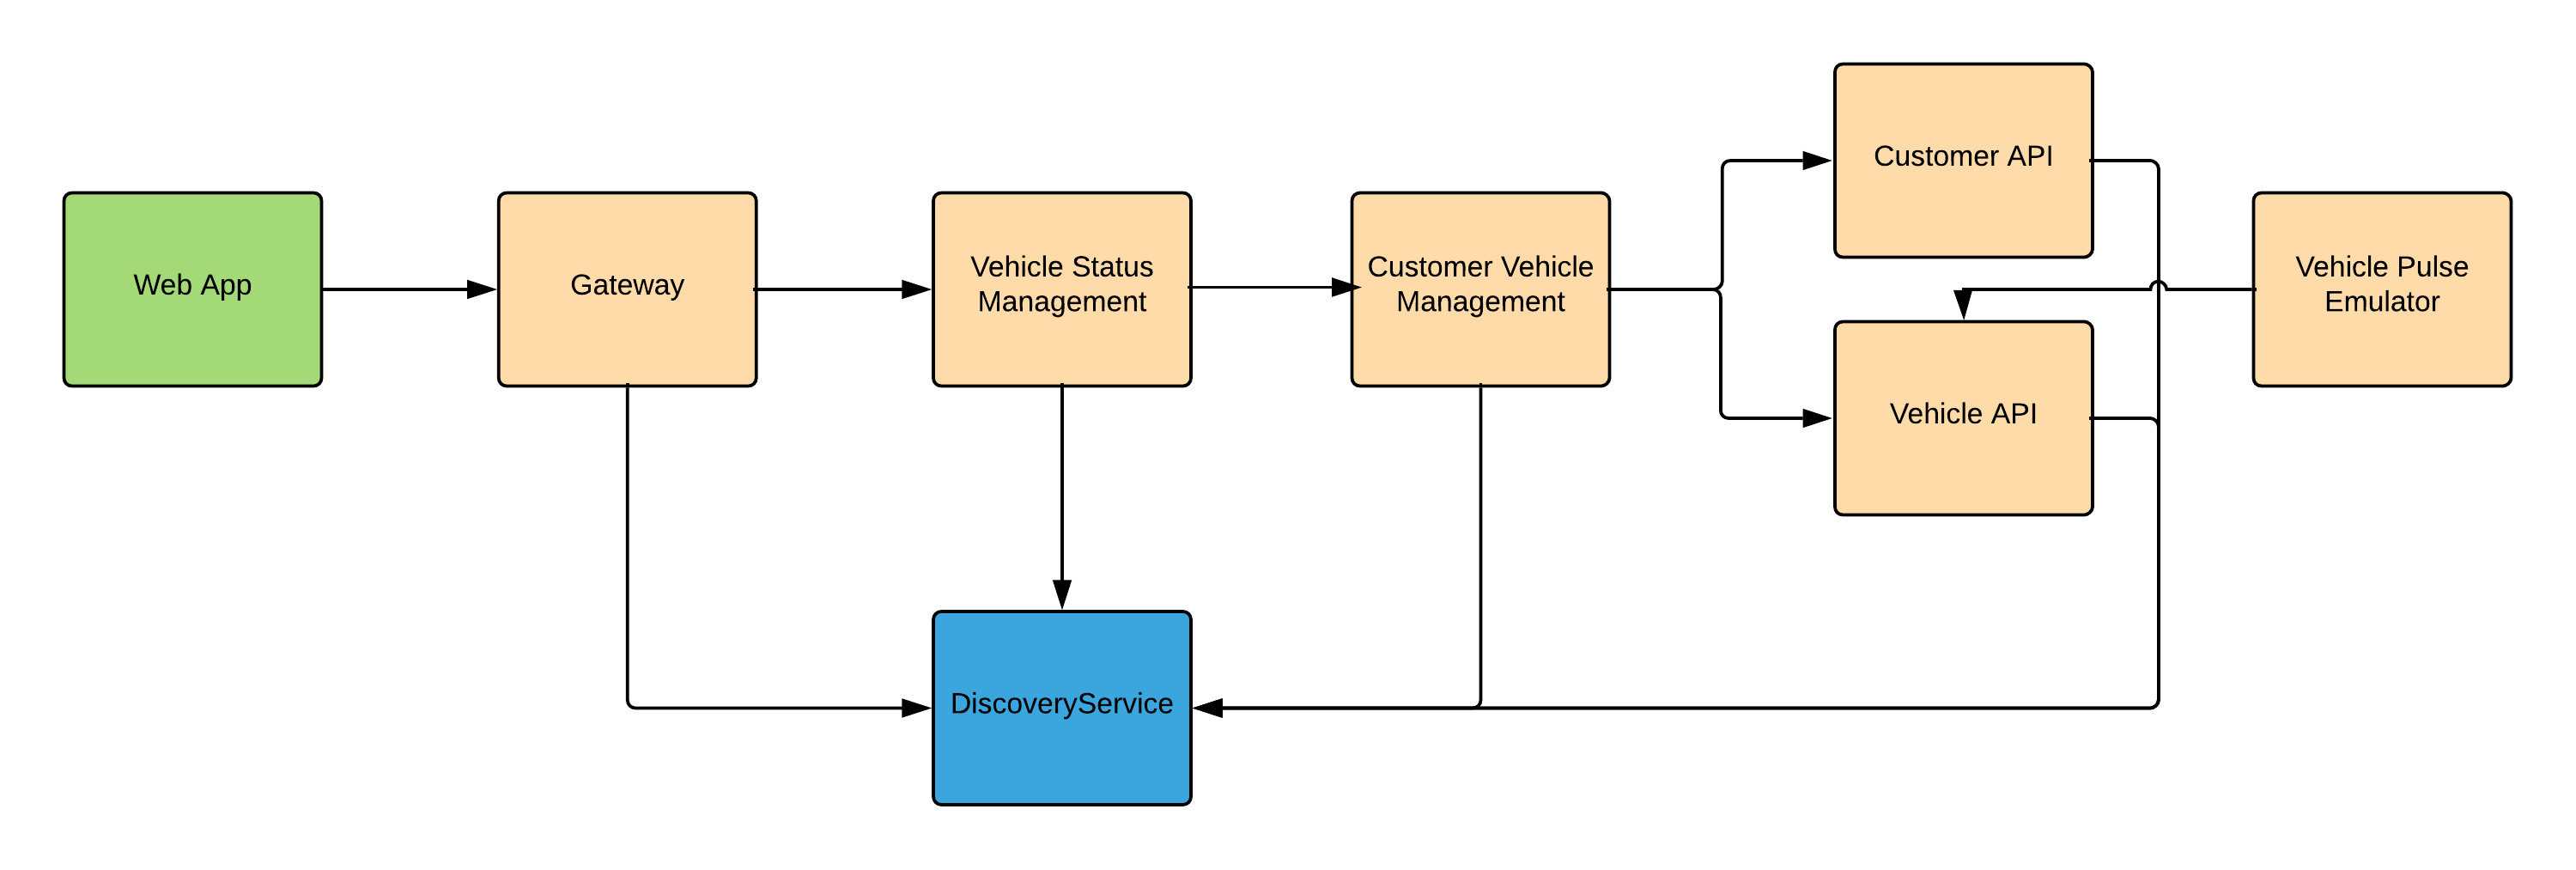 Web App
Gateway
Vehicle Status
Management
Customer Vehicle
Management
Customer API
Vehicle API
Vehicle Pulse
Emulator
DiscoveryService